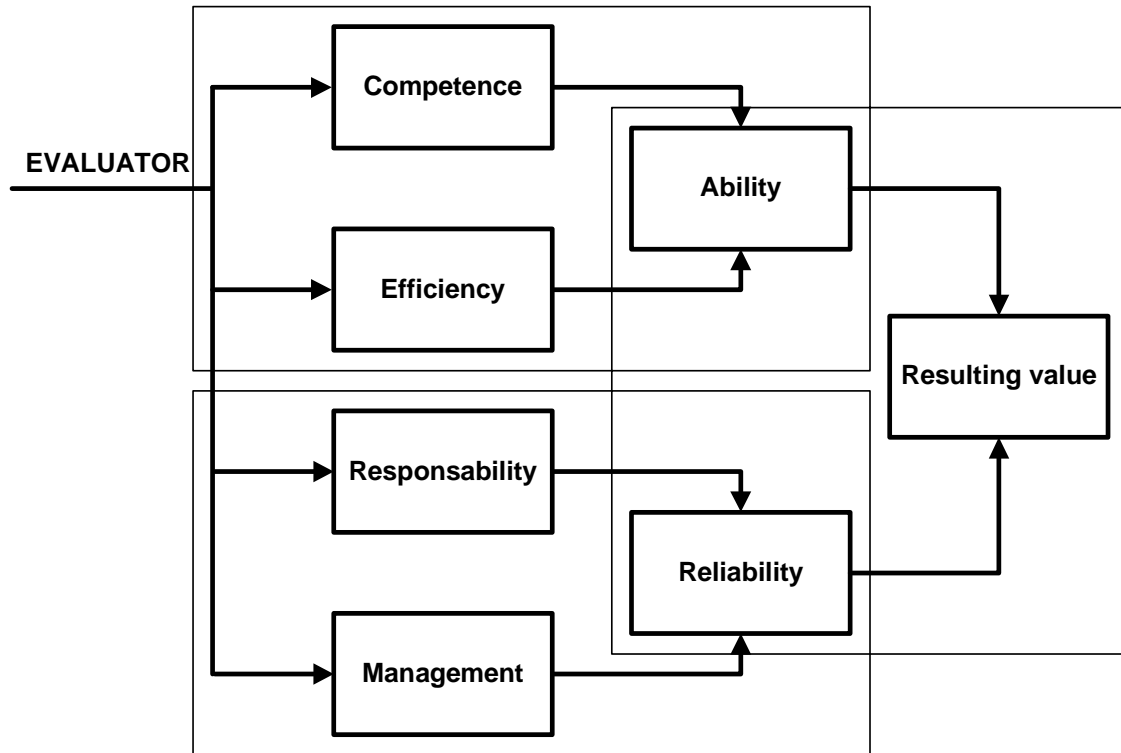 Competence
EVALUATOR
Ability
Efficiency
Resulting value
Responsability
Reliability
Management